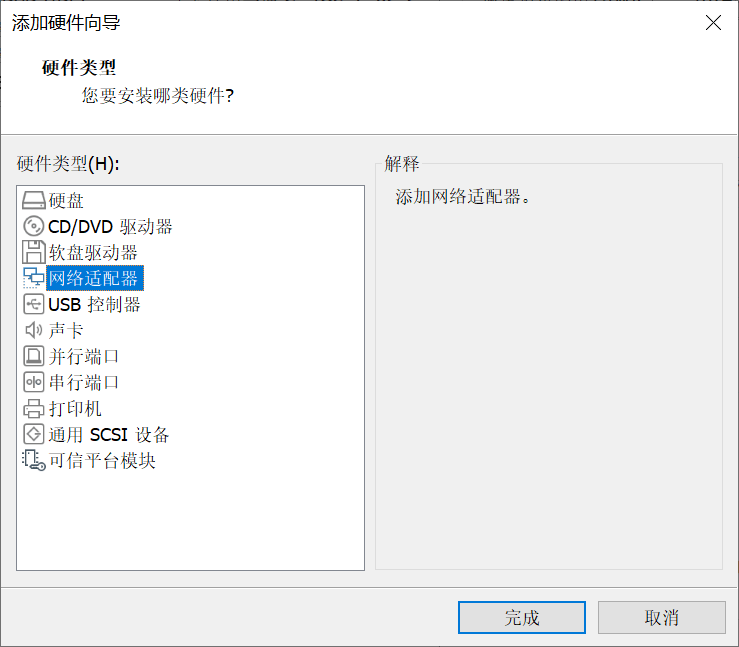 添加硬件向导
硬件类型
您要安装哪类硬件?
硬件类型(H):
硬盘
CD/DVD 驱动器
软盘驱动器
网络适配器
USB 控制器
声卡
并行端口
串行端口
打印机
通用 SCSI 设备
可信平台模块
解释
添加网络适配器。
完成
取消